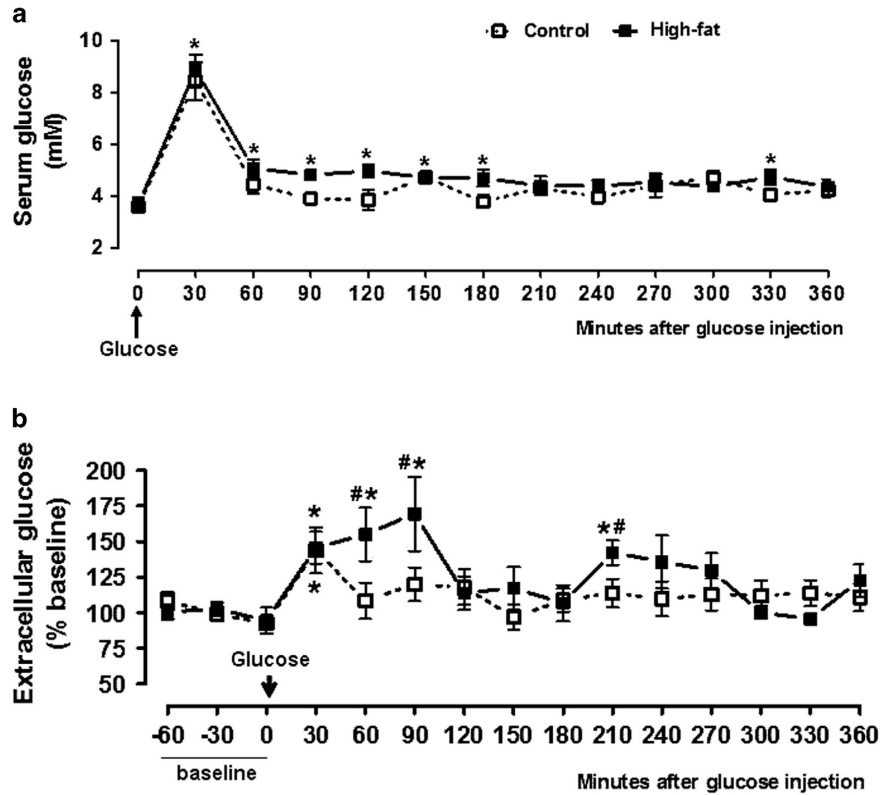 a
Control High-fat
Serum glucose
(mM)
10
8
6
4
2
*
* * * * * *
0 30 60 90 120 150 180 210 240 270 300 330 360
Minutes after glucose injection
Glucose
b
Extracellular glucose
(% baseline)
200
175
150
125
100
75
50
* #* #* *#
*
Glucose
-60 -30 0 30 60 90 120 150 180 210 240 270 300 330 360
baseline
Minutes after glucose injection